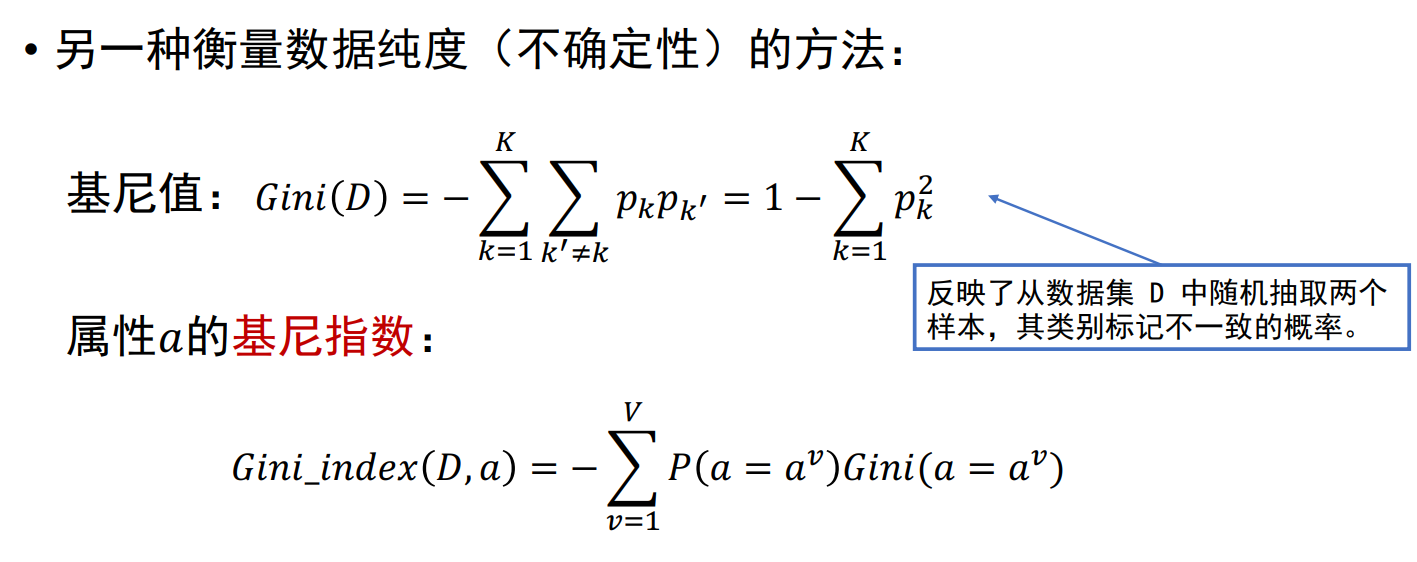 • 另一种衡量数据纯度（不确定性）的方法：
基尼值： $Gini(D) = -\sum_{k=1}^{K}\sum_{k'\neq k} p_k p_{k'} = 1 - \sum_{k=1}^{K} p_k^2$
反映了从数据集 D 中随机抽取两个
样本，其类别标记不一致的概率。
属性$a$的基尼指数：
$Gini\_index(D, a) = -\sum_{v=1}^{V} P(a = a^v)Gini(a = a^v)$